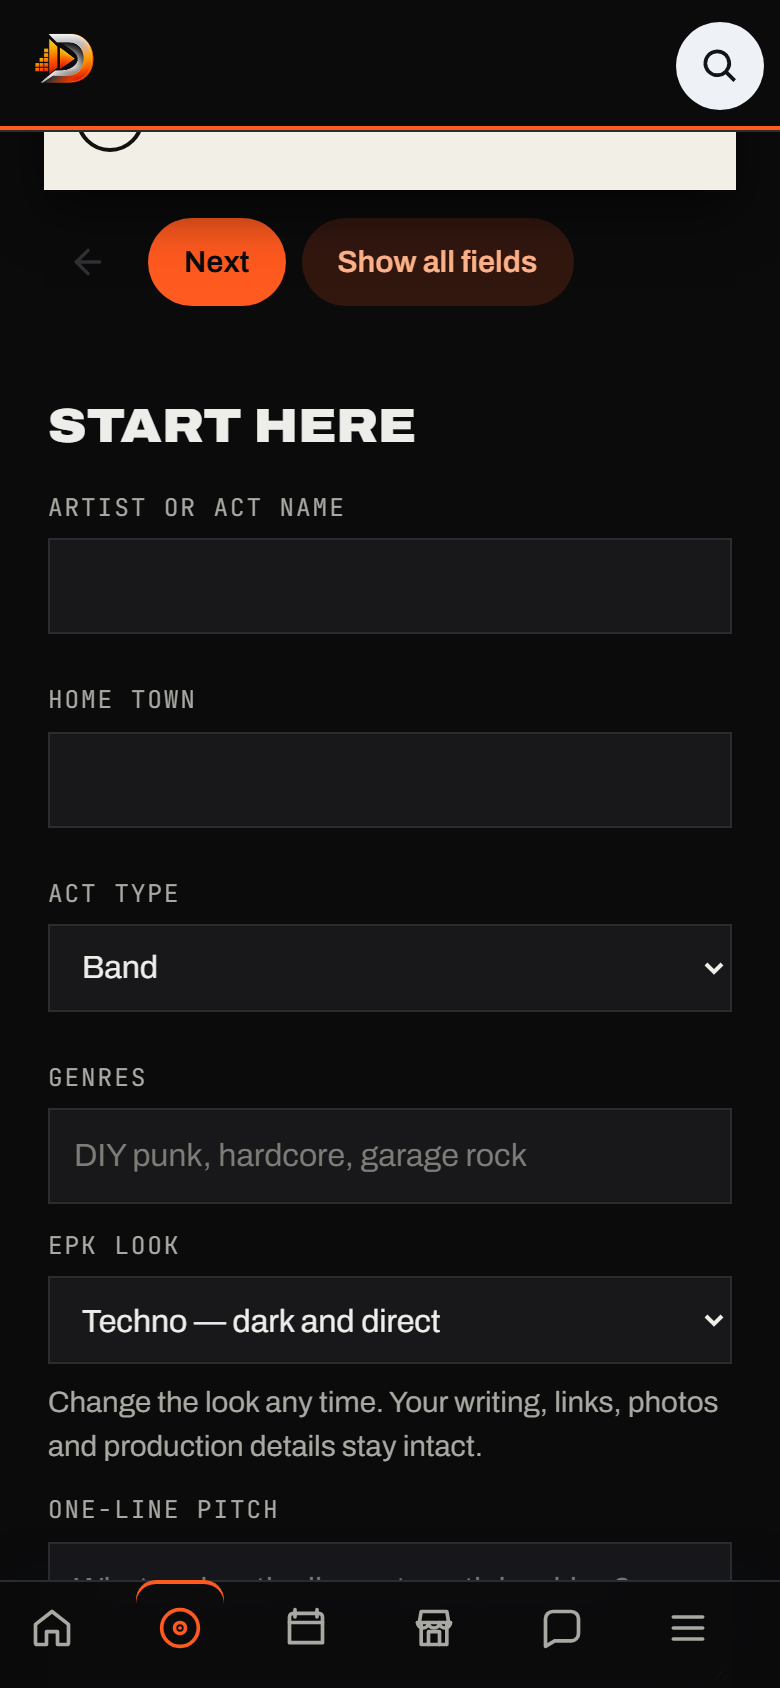 Next
Show all fields
START HERE
ARTIST OR ACT NAME
HOME TOWN
ACT TYPE
Band
GENRES
DIY punk, hardcore, garage rock
EPK LOOK
Techno — dark and direct
Change the look any time. Your writing, links, photos
and production details stay intact.
ONE-LINE PITCH